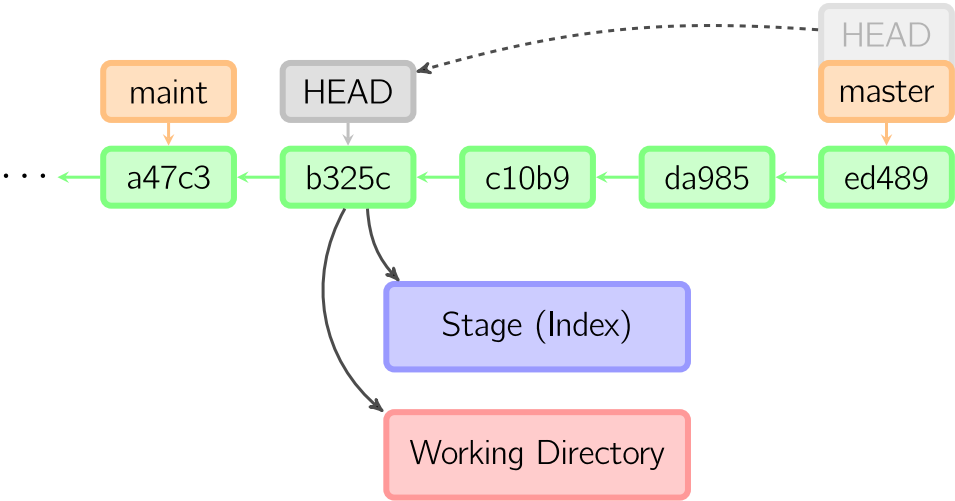 HEAD
maint
HEAD
master
...
a47c3
b325c
c10b9
da985
ed489
Stage (Index)
Working Directory